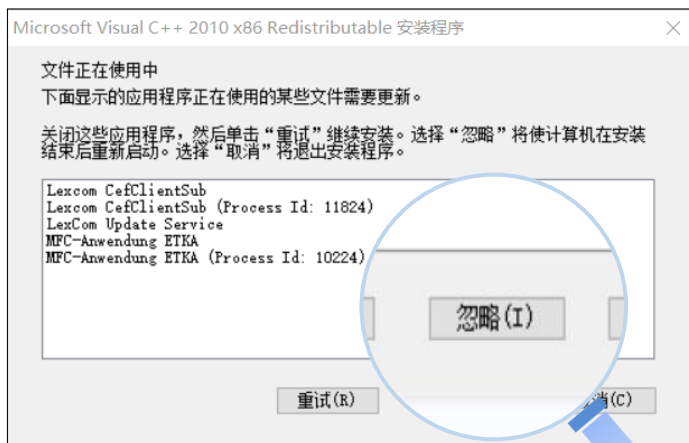 Microsoft Visual C++ 2010 x86 Redistributable 安装程序
文件正在使用中
下面显示的应用程序正在使用的某些文件需要更新。
关闭这些应用程序，然后单击“重试”继续安装。选择“忽略”将使计算机在安装
结束后重新启动。选择“取消”将退出安装程序。
Lexcom CefClientSub
Lexcom CefClientSub (Process Id: 11824)
LexCom Update Service
MFC-Anwendung ETKA
MFC-Anwendung ETKA (Process Id: 10224)
忽略(I)
重试(R)
消(C)